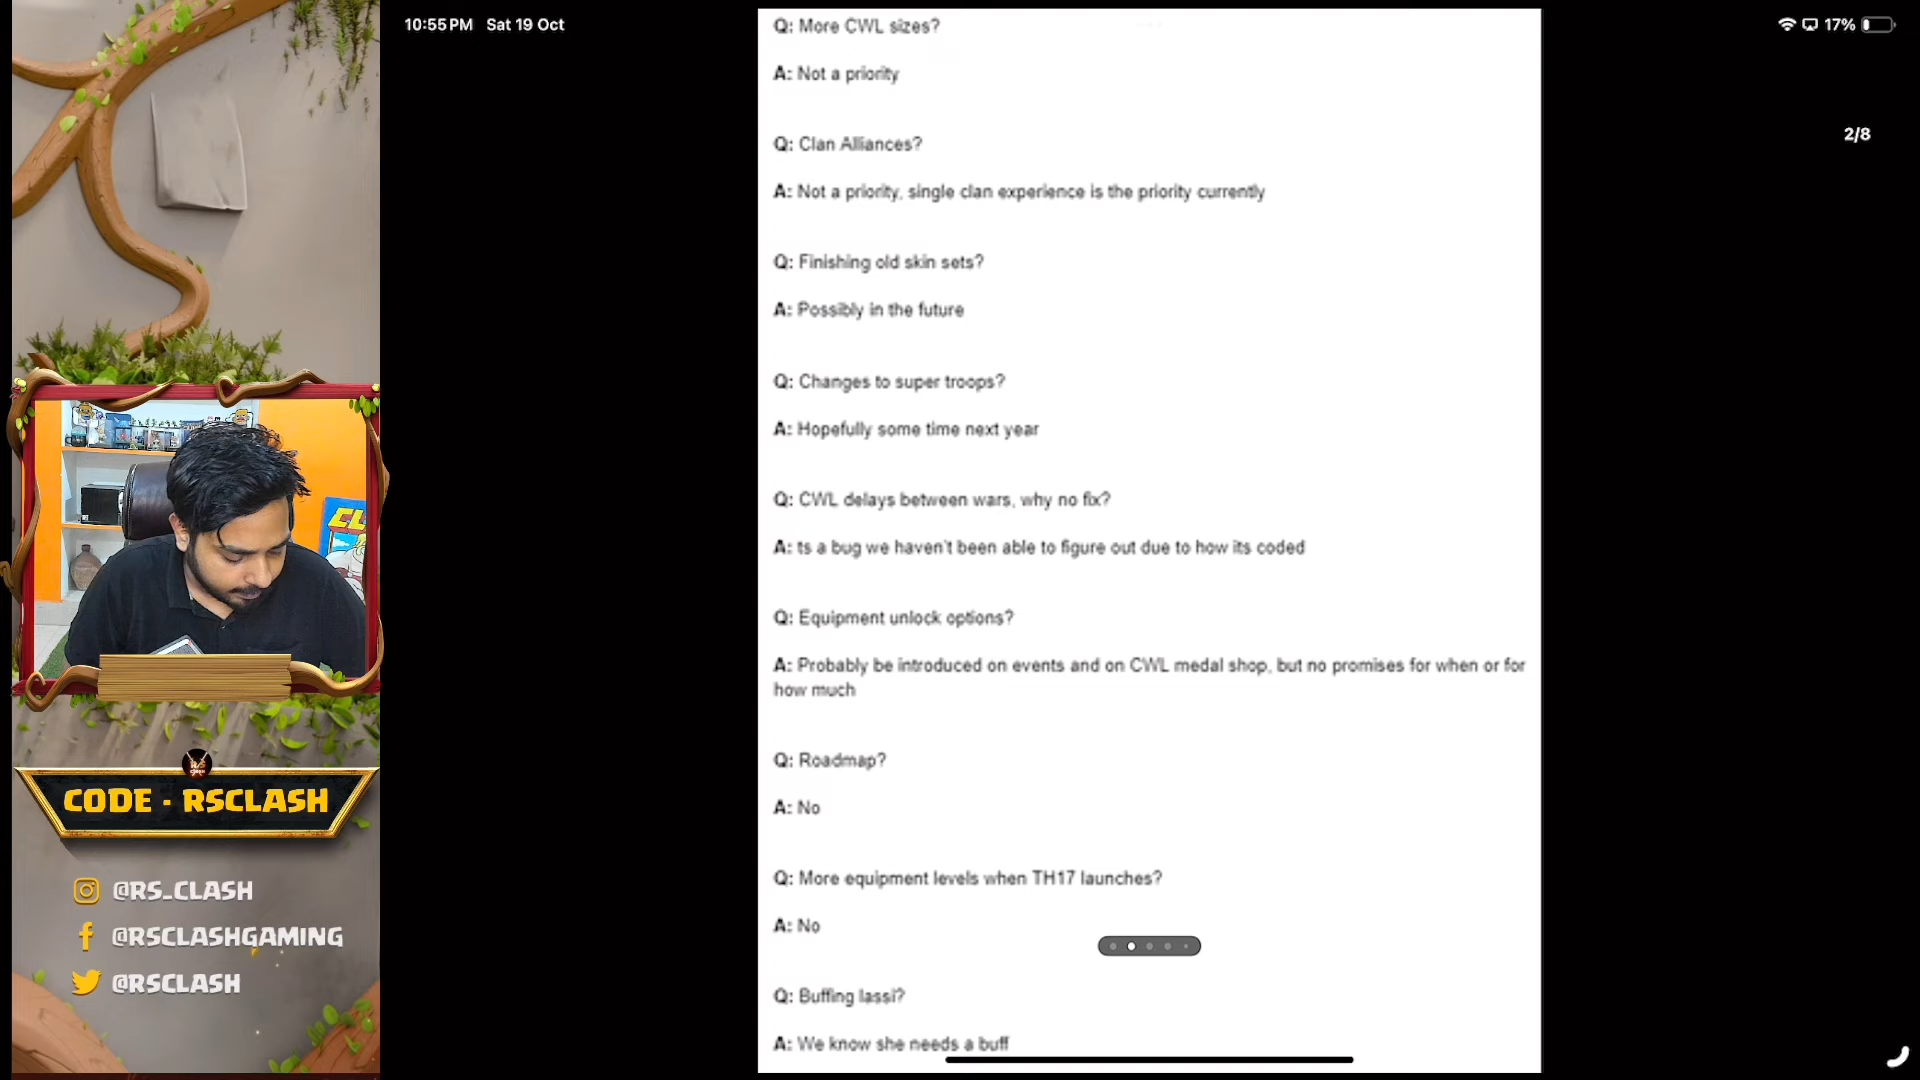 10:55 PM Sat 19 Oct
17%
2/8
Q: More CWL sizes?
A: Not a priority
Q: Clan Alliances?
A: Not a priority, single clan experience is the priority currently
Q: Finishing old skin sets?
A: Possibly in the future
Q: Changes to super troops?
A: Hopefully some time next year
Q: CWL delays between wars, why no fix?
A: ts a bug we haven't been able to figure out due to how its coded
Q: Equipment unlock options?
A: Probably be introduced on events and on CWL medal shop, but no promises for when or for
how much
Q: Roadmap?
A: No
Q: More equipment levels when TH17 launches?
A: No
Q: Buffing lassi?
A: We know she needs a buff
CL
CODE - RSCLASH
@RS_CLASH
@RSCLASHGAMING
@RSCLASH